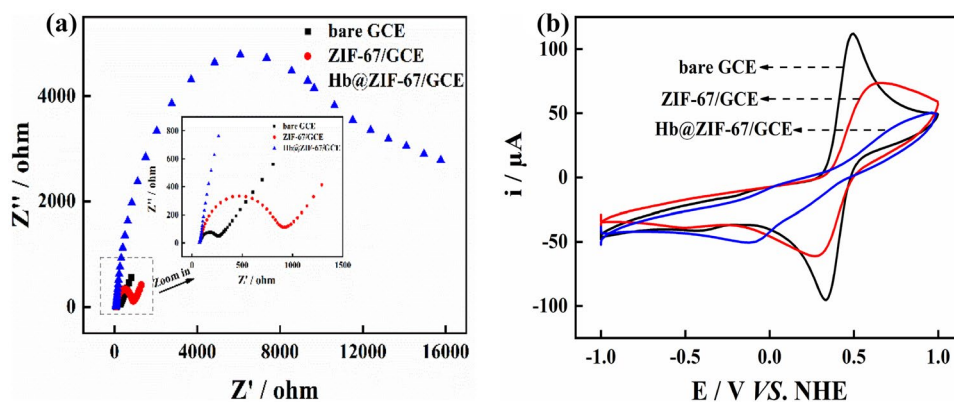 (a)
bare GCE
ZIF-67/GCE
Hb@ZIF-67/GCE
Z'' / ohm
4000
2000
0
0 4000 8000 12000 16000
Z' / ohm
Zoom in
bare GCE
ZIF-67/GCE
Hb@ZIF-67/GCE
Z'' / ohm
800
600
400
200
0
0 500 1000 1500
Z' / ohm
(b)
bare GCE
ZIF-67/GCE
Hb@ZIF-67/GCE
i / µA
100
50
0
-50
-100
-1.0 -0.5 0.0 0.5 1.0
E / V VS. NHE